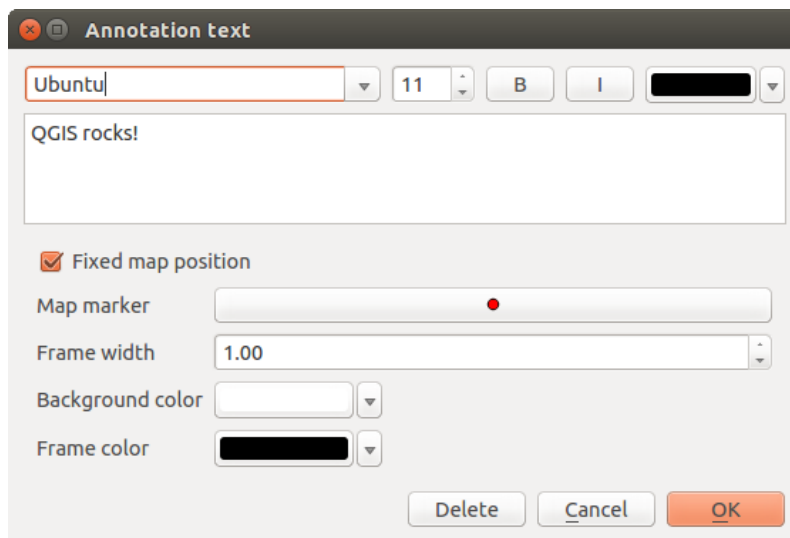 Annotation text
Ubuntu 11 B I
QGIS rocks!
Fixed map position
Map marker
Frame width 1.00
Background color
Frame color
Delete Cancel OK